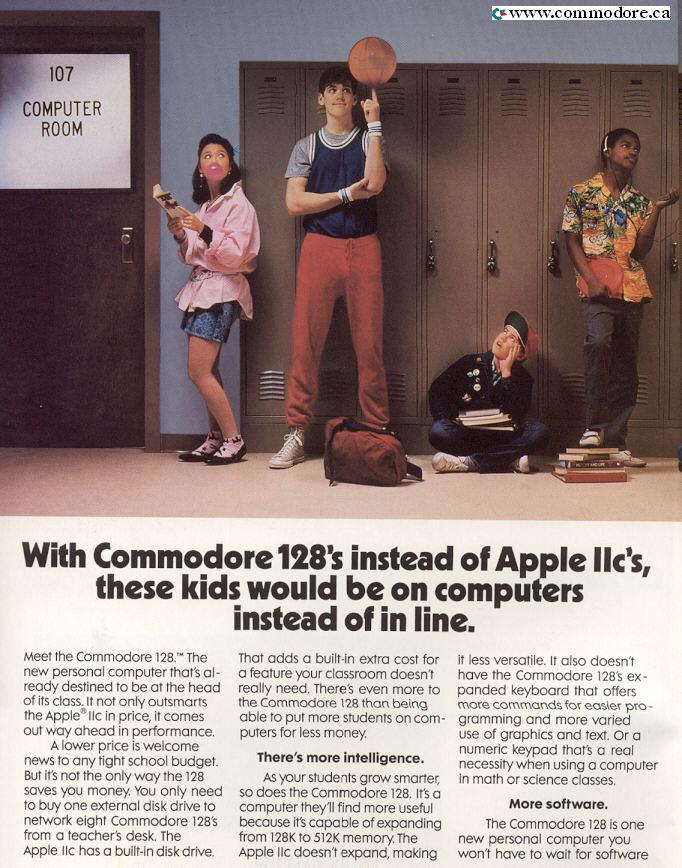 www.commodore.ca
107
COMPUTER
ROOM
With Commodore 128's instead of Apple IIc's,
these kids would be on computers
instead of in line.
Meet the Commodore 128.™ The
new personal computer that's al-
ready destined to be at the head
of its class. It not only outsmarts
the Apple® IIc in price, it comes
out way ahead in performance.
A lower price is welcome
news to any tight school budget.
But it's not the only way the 128
saves you money. You only need
to buy one external disk drive to
network eight Commodore 128's
from a teacher's desk. The
Apple IIc has a built-in disk drive.
That adds a built-in extra cost for
a feature your classroom doesn't
really need. There's even more to
the Commodore 128 than being
able to put more students on com-
puters for less money.
There's more intelligence.
As your students grow smarter,
so does the Commodore 128. It's a
computer they'll find more useful
because it's capable of expanding
from 128K to 512K memory. The
Apple IIc doesn't expand, making
it less versatile. It also doesn't
have the Commodore 128's ex-
panded keyboard that offers
more commands for easier pro-
gramming and more varied
use of graphics and text. Or a
numeric keypad that's a real
necessity when using a computer
in math or science classes.
More software.
The Commodore 128 is one
new personal computer you
won't have to wait for software